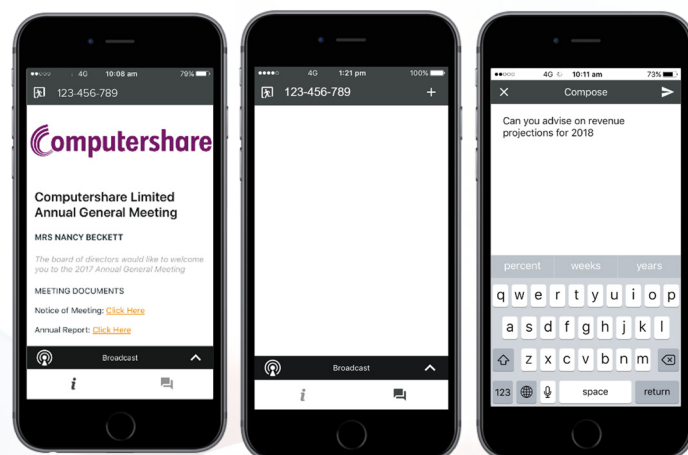 4G 10:08 am 79%
123-456-789
Computershare
Computershare Limited
Annual General Meeting
MRS NANCY BECKETT
The board of directors would like to welcome
you to the 2017 Annual General Meeting
MEETING DOCUMENTS
Notice of Meeting: Click Here
Annual Report: Click Here
Broadcast
i
4G 1:21 pm 100%
123-456-789 +
Broadcast
i
4G 10:11 am 73%
× Compose
Can you advise on revenue
projections for 2018
percent weeks years
q w e r t y u i o p
a s d f g h j k l
z x c v b n m
123 space return